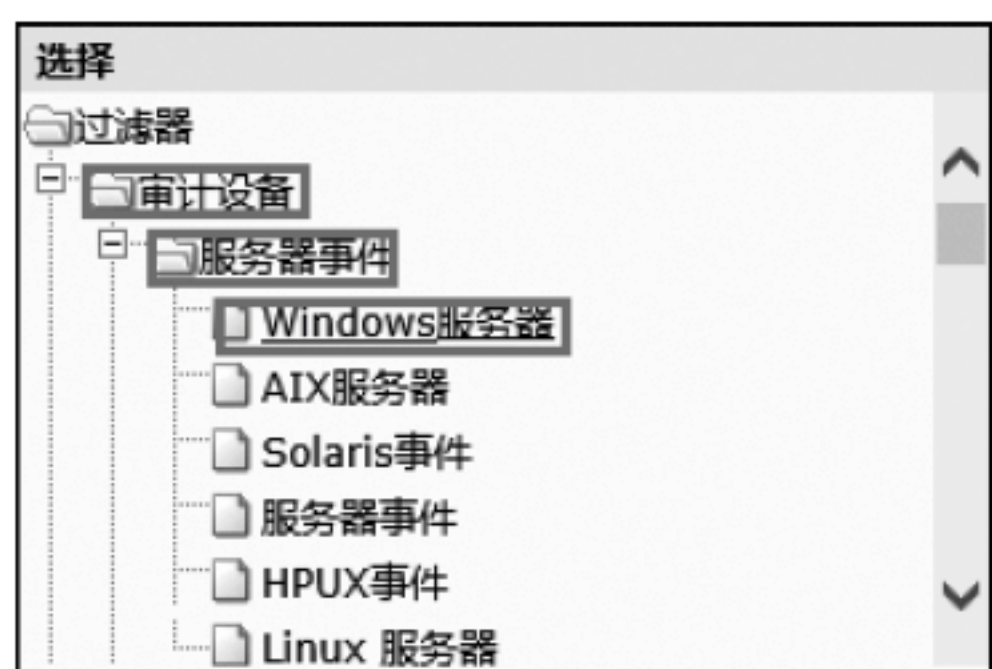 选择
过滤器
审计设备
服务器事件
Windows服务器
AIX服务器
Solaris事件
服务器事件
HPUX事件
Linux 服务器